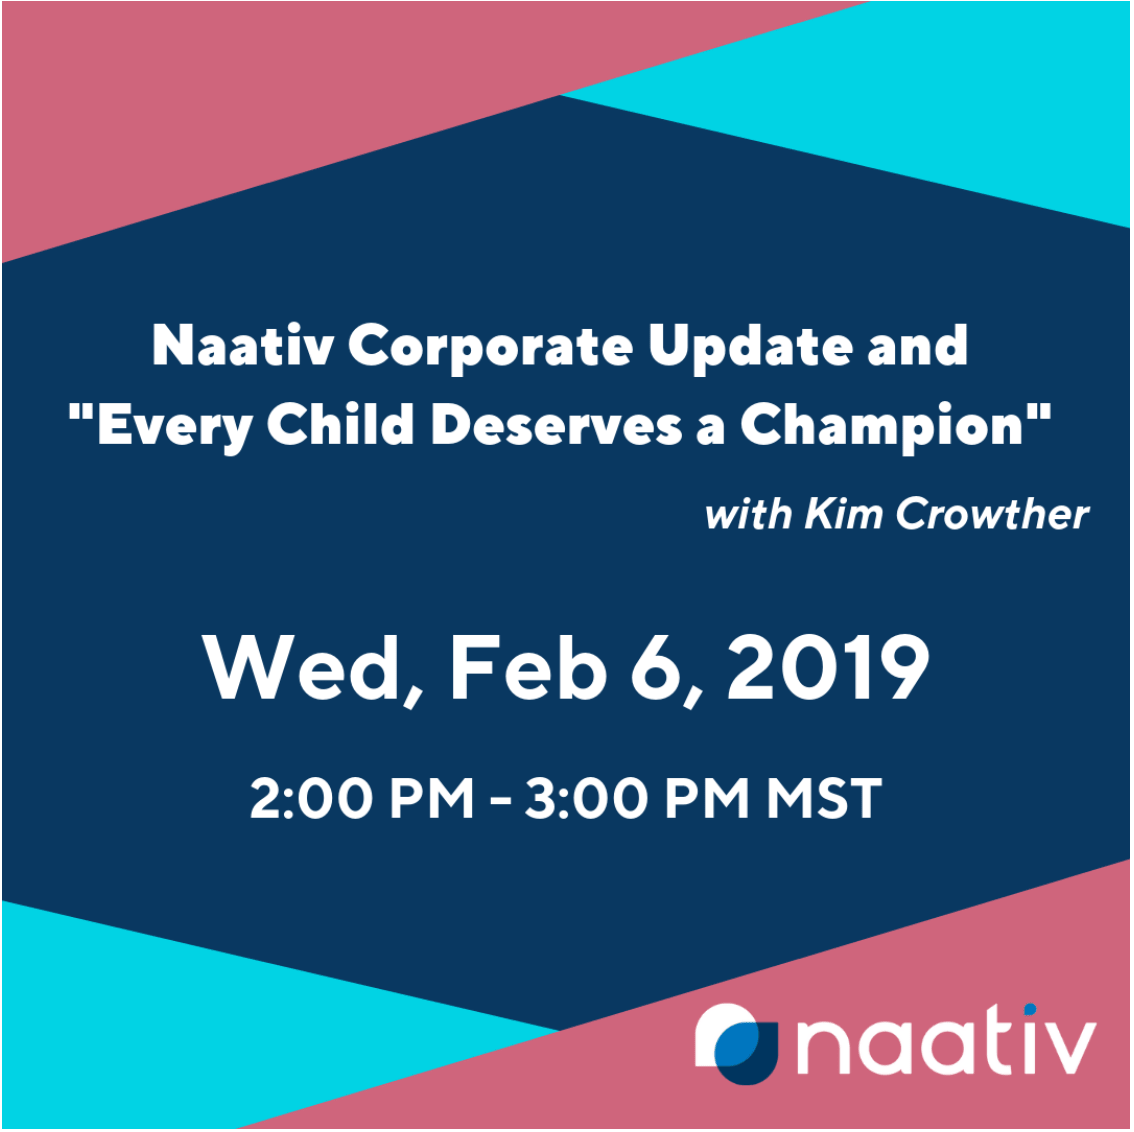 Naativ Corporate Update and
"Every Child Deserves a Champion"
with Kim Crowther
Wed, Feb 6, 2019
2:00 PM - 3:00 PM MST
naativ